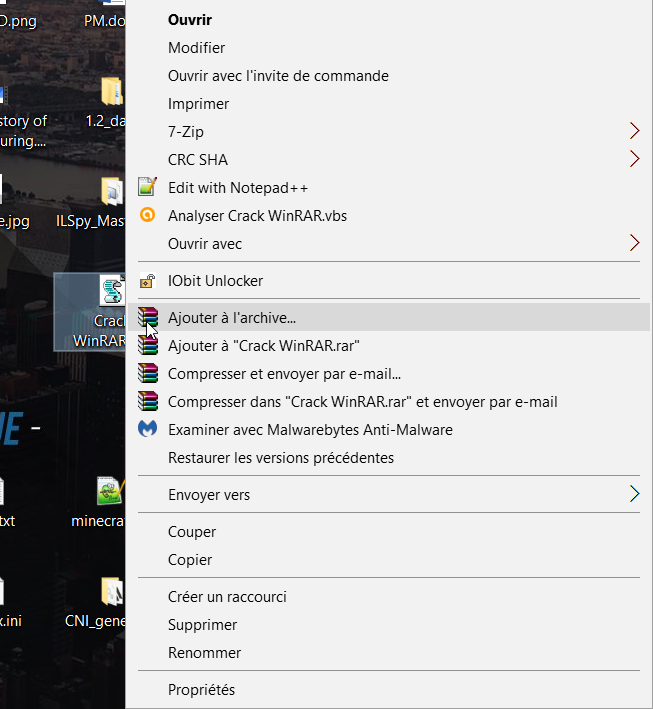 D.png
PM.do
story of
uring....
1.2_da
e.jpg
ILSpy_Mas
Crac
WinRAR
E -
txt
minecra
x.ini
CNI_gene
Ouvrir
Modifier
Ouvrir avec l'invite de commande
Imprimer
7-Zip
CRC SHA
Edit with Notepad++
Analyser Crack WinRAR.vbs
Ouvrir avec
IObit Unlocker
Ajouter à l'archive...
Ajouter à "Crack WinRAR.rar"
Compresser et envoyer par e-mail...
Compresser dans "Crack WinRAR.rar" et envoyer par e-mail
Examiner avec Malwarebytes Anti-Malware
Restaurer les versions précédentes
Envoyer vers
Couper
Copier
Créer un raccourci
Supprimer
Renommer
Propriétés